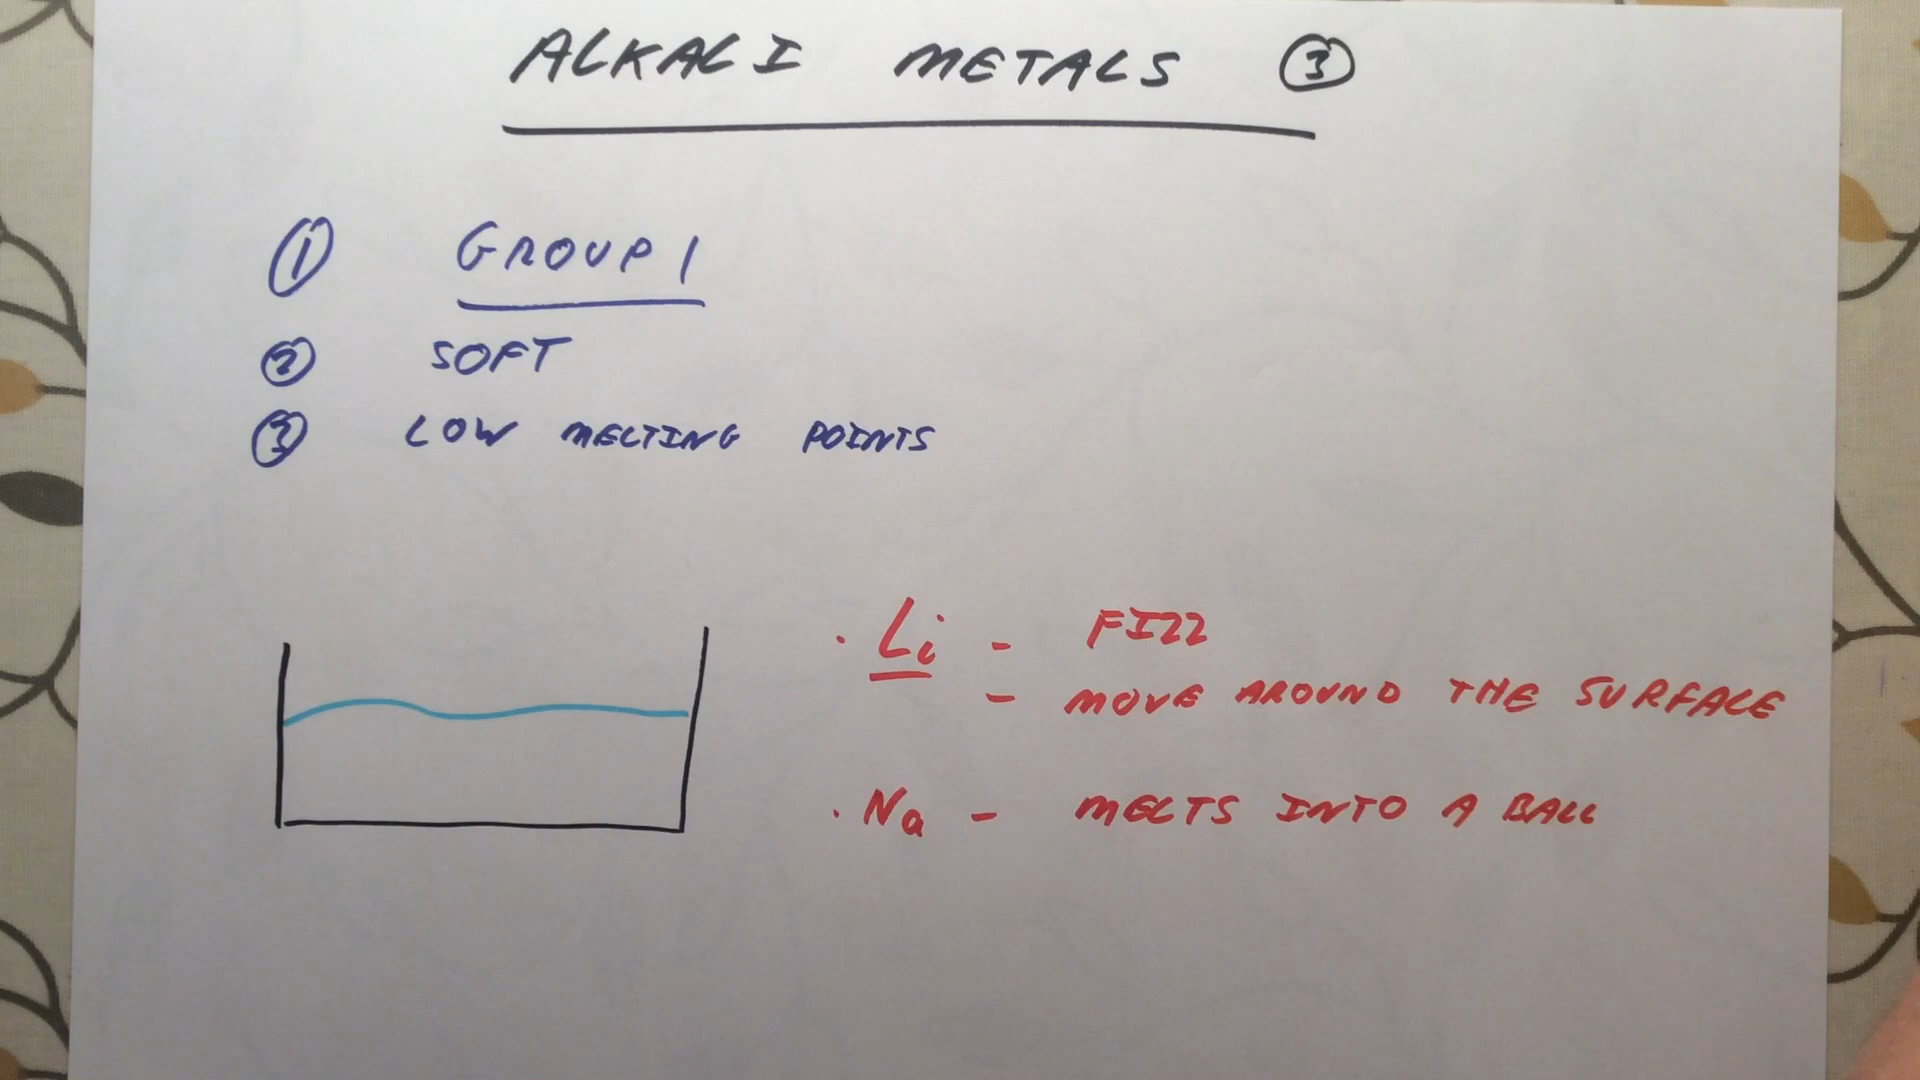 ALKALI METALS ③
① GROUP 1
② SOFT
③ LOW MELTING POINTS
· Li - FIZZ
- MOVE AROUND THE SURFACE
· Na - MELTS INTO A BALL